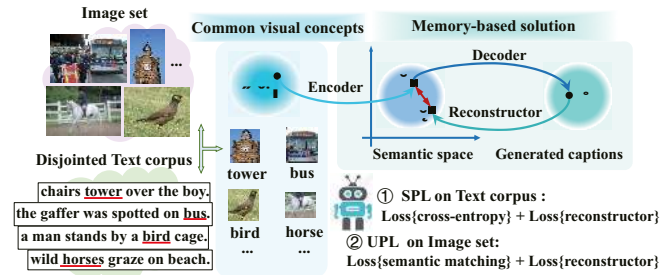 Image set
Common visual concepts
Memory-based solution
...
Encoder
Decoder
Reconstructor
Semantic space
Generated captions
Disjointed Text corpus
chairs tower over the boy.
the gaffer was spotted on bus.
a man stands by a bird cage.
wild horses graze on beach.
tower
bus
bird
horse
...
...
① SPL on Text corpus :
Loss{cross-entropy} + Loss{reconstructor}
② UPL on Image set:
Loss{semantic matching} + Loss{reconstructor}